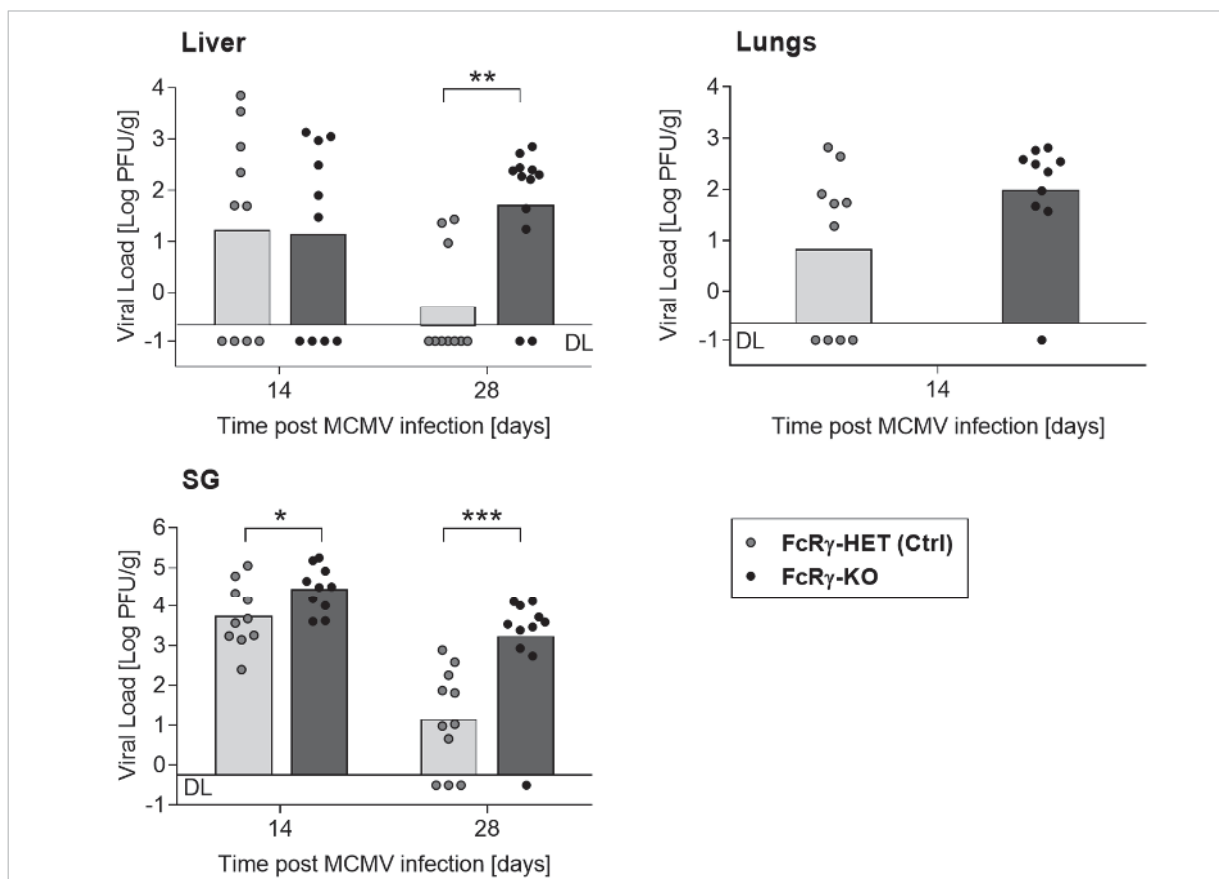 Liver
Viral Load [Log PFU/g]
4
3
2
1
0
-1
**
DL
14
28
Time post MCMV infection [days]
Lungs
Viral Load [Log PFU/g]
4
3
2
1
0
-1
DL
14
Time post MCMV infection [days]
SG
Viral Load [Log PFU/g]
6
5
4
3
2
1
0
-1
*
***
DL
14
28
Time post MCMV infection [days]
FcRγ-HET (Ctrl)
FcRγ-KO